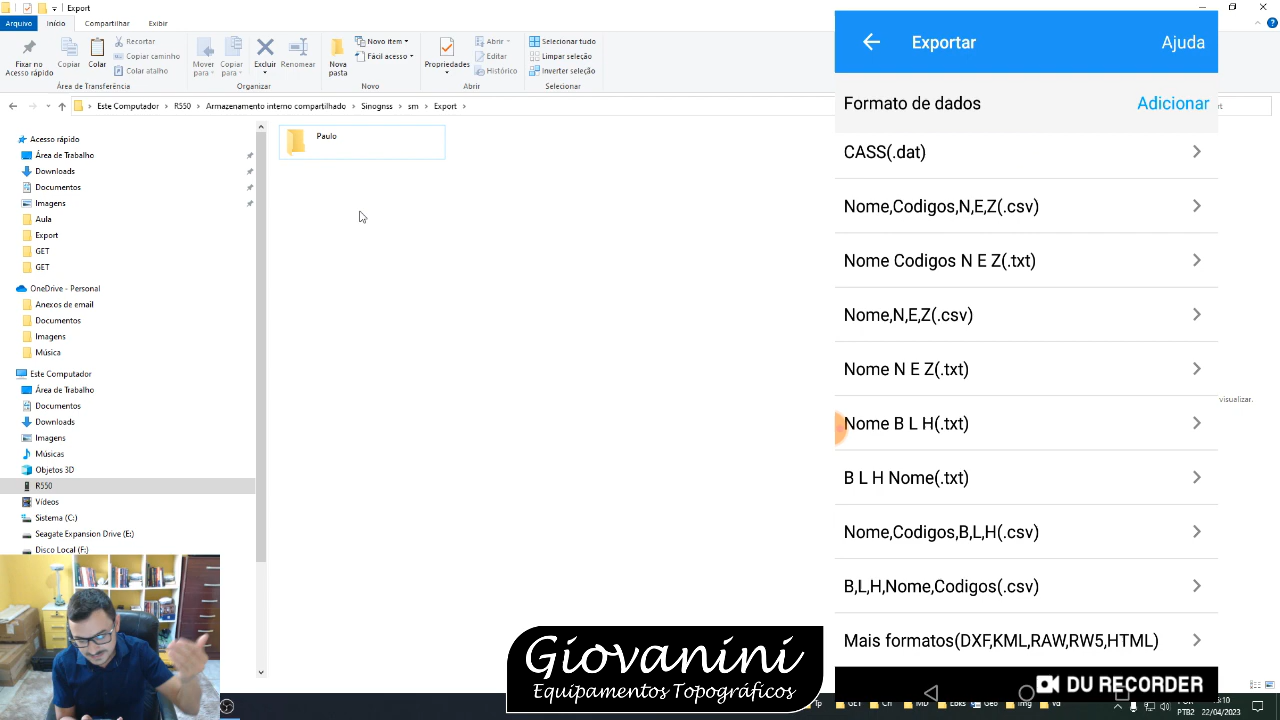 Export
Arquivo Início Compartilhar Exibir
Fixar no Acesso rápido
Copiar
Colar
Recortar
Copiar caminho
Colar atalho
Mover para
Copiar para
Excluir
Renomear
Nova pasta
Novo item
Fácil acesso
Propriedades
Abrir
Editar
Histórico
Selecionar tudo
Limpar seleção
Inverter seleção
Área de Transferência
Organizar
Novo
Abrir
Selecionar
Este Computador > R550 > Armazenamento interno compartilhado > Sinognss > sm > Export >
Acesso rápido
Área de Trabalho
Downloads
Documentos
Imagens
Aula
Export
GET
GET
OneDrive - Personal
Anexos de email
Documentos
Imagens
Música
Este Computador
Área de Trabalho
Documentos
Downloads
Imagens
Músicas
Objetos 3D
R550
Vídeos
Sistema (C:)
Seagate Expansion Drive (E:)
Disco Local (F:)
Paulo
visualizar.
Exportar
Ajuda
Formato de dados
Adicionar
CASS(.dat)
Nome,Codigos,N,E,Z(.csv)
Nome Codigos N E Z(.txt)
Nome,N,E,Z(.csv)
Nome N E Z(.txt)
Nome B L H(.txt)
B L H Nome(.txt)
Nome,Codigos,B,L,H(.csv)
B,L,H,Nome,Codigos(.csv)
Mais formatos(DXF,KML,RAW,RW5,HTML)
DU RECORDER
Giovanini
Equipamentos Topográficos
PTB2
22/04/2023